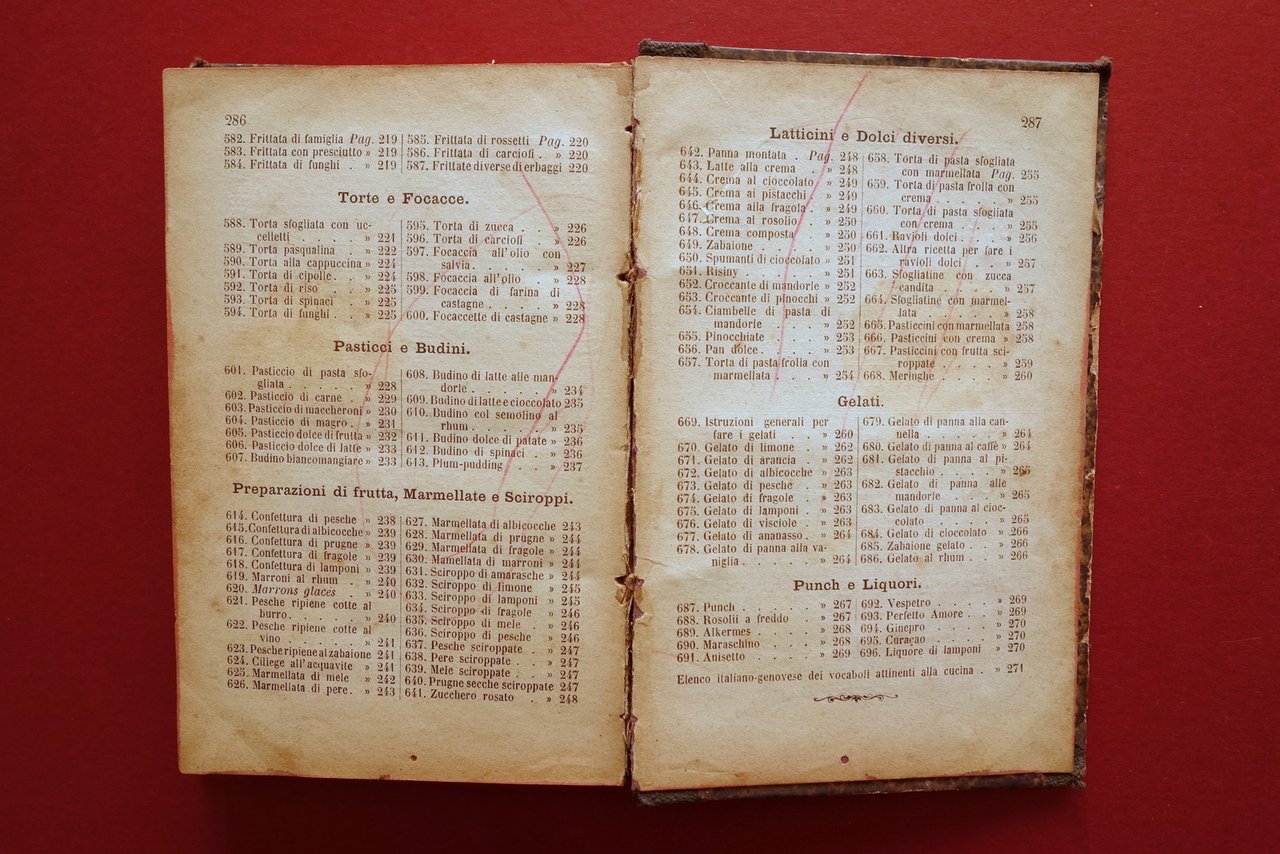 286
582. Frittata di famiglia Pag. 219
583. Frittata con presciutto » 219
584. Frittata di funghi . » 219
585. Frittata di rossetti Pag. 220
586. Frittata di carciofi . » 220
587. Frittate diverse di erbaggi 220
Torte e Focacce.
588. Torta sfogliata con uc-
celletti . . . . . » 221
589. Torta pasqualina . » 222
590. Torta alla cappuccina » 224
591. Torta di cipolle . » 224
592. Torta di riso . . » 225
593. Torta di spinaci . » 225
594. Torta di funghi . . » 225
595. Torta di zucca . . » 226
596. Torta di carciofi . » 226
597. Focaccia all'olio con
salvia. . . . . » 227
598. Focaccia all'olio . » 228
599. Focaccia di farina di
castagne . . . . » 228
600. Focaccette di castagne » 228
Pasticci e Budini.
601. Pasticcio di pasta sfo-
gliata . . . . . » 228
602. Pasticcio di carne . » 229
603. Pasticcio di maccheroni » 230
604. Pasticcio di magro . » 231
605. Pasticcio dolce di frutta » 232
606. Pasticcio dolce di latte . » 233
607. Budino biancomangiare » 233
608. Budino di latte alle man-
dorle . . . . . » 234
609. Budino di latte e cioccolato 235
610. Budino col semolino al
rhum . . . . . » 235
611. Budino dolce di patate » 236
612. Budino di spinaci . » 236
613. Plum-pudding . . » 237
Preparazioni di frutta, Marmellate e Sciroppi.
614. Confettura di pesche » 238
615. Confettura di albicocche » 239
616. Confettura di prugne » 239
617. Confettura di fragole » 239
618. Confettura di lamponi » 239
619. Marroni al rhum . » 240
620. Marrons glaces . » 240
621. Pesche ripiene cotte al
burro. . . . . . » 240
622. Pesche ripiene cotte al
vino . . . . . » 241
623. Pesche ripiene al zabaione 241
624. Ciliege all'acquavite » 241
625. Marmellata di mele » 242
626. Marmellata di pere. » 243
627. Marmellata di albicocche 243
628. Marmellata di prugne » 244
629. Marmellata di fragole » 244
630. Marmellata di marroni » 244
631. Sciroppo di amarasche » 244
632. Sciroppo di limone » 245
633. Sciroppo di lamponi » 245
634. Sciroppo di fragole » 246
635. Sciroppo di mele » 246
636. Sciroppo di pesche » 246
637. Pesche sciroppate » 247
638. Pere sciroppate . » 247
639. Mele sciroppate . » 247
640. Prugne secche sciroppate 247
641. Zucchero rosato . » 248
287
Latticini e Dolci diversi.
642. Panna montata . Pag. 248
643. Latte alla crema . » 248
644. Crema al cioccolato » 249
645. Crema ai pistacchi . » 249
646. Crema alla fragola . » 249
647. Crema al rosolio . » 250
648. Crema composta . » 250
649. Zabaione . . . . » 250
650. Spumanti di cioccolato » 251
651. Risiny . . . . . » 251
652. Croccante di mandorle » 252
653. Croccante di pinocchi » 252
654. Ciambelle di pasta di
mandorle . . . . » 252
655. Pinocchiate . . . » 253
656. Pan dolce. . . . » 253
657. Torta di pasta frolla con
marmellata . . . » 254
658. Torta di pasta sfogliata
con marmellata Pag. 255
659. Torta di pasta frolla con
crema . . . . . » 255
660. Torta di pasta sfogliata
con crema . . . » 255
661. Ravioli dolci . . . » 256
662. Altra ricetta per fare i
ravioli dolci . . » 257
663. Sfogliatine con zucca
candita . . . . » 257
664. Sfogliatine con marmel-
lata . . . . . » 258
665. Pasticcini con marmellata 258
666. Pasticcini con crema » 258
667. Pasticcini con frutta sci-
roppate . . . . » 259
668. Meringhe . . . . » 260
Gelati.
669. Istruzioni generali per
fare i gelati . . » 260
670. Gelato di limone . » 262
671. Gelato di arancia . » 262
672. Gelato di albicocche » 263
673. Gelato di pesche . » 263
674. Gelato di fragole . » 263
675. Gelato di lamponi . » 263
676. Gelato di visciole . » 263
677. Gelato di ananasso . » 264
678. Gelato di panna alla va-
niglia. . . . . . » 264
679. Gelato di panna alla can-
nella . . . . . » 264
680. Gelato di panna al caffè » 264
681. Gelato di panna al pi-
stacchio . . . . » 265
682. Gelato di panna alle
mandorle . . . . » 265
683. Gelato di panna al cioc-
colato . . . . . » 265
684. Gelato di cioccolato . » 266
685. Zabaione gelato . . » 266
686. Gelato al rhum . . » 266
Punch e Liquori.
687. Punch . . . . . » 267
688. Rosolii a freddo . » 267
689. Alkermes . . . . » 268
690. Maraschino . . . » 268
691. Anisetto . . . . » 269
692. Vespetro . . . . » 269
693. Perfetto Amore . . » 269
694. Ginepro . . . . » 270
695. Curaçao . . . . » 270
696. Liquore di lamponi . » 270
Elenco italiano-genovese dei vocaboli attinenti alla cucina . » 271